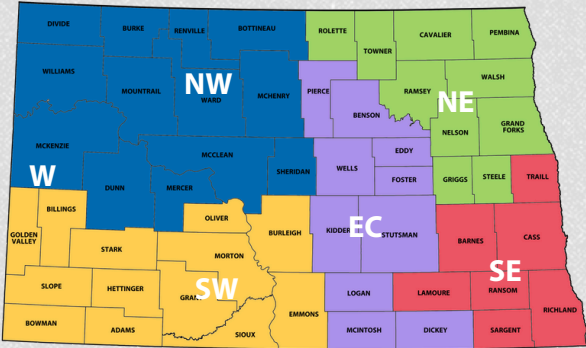 DIVIDE
BURKE
RENVILLE
BOTTINEAU
ROLETTE
TOWNER
CAVALIER
PEMBINA
WILLIAMS
MOUNTRAIL
NW
WARD
MCHENRY
PIERCE
BENSON
RAMSEY
WALSH
NE
NELSON
GRAND
FORKS
MCKENZIE
W
DUNN
MERCER
MCCLEAN
SHERIDAN
WELLS
EDDY
FOSTER
GRIGGS
STEELE
TRAILL
GOLDEN
VALLEY
BILLINGS
STARK
OLIVER
MORTON
BURLEIGH
KIDDER
EC
STUTSMAN
BARNES
CASS
SLOPE
HETTINGER
GRANT
SW
EMMONS
LOGAN
LAMOURE
SE
RANSOM
RICHLAND
BOWMAN
ADAMS
SIOUX
MCINTOSH
DICKEY
SARGENT